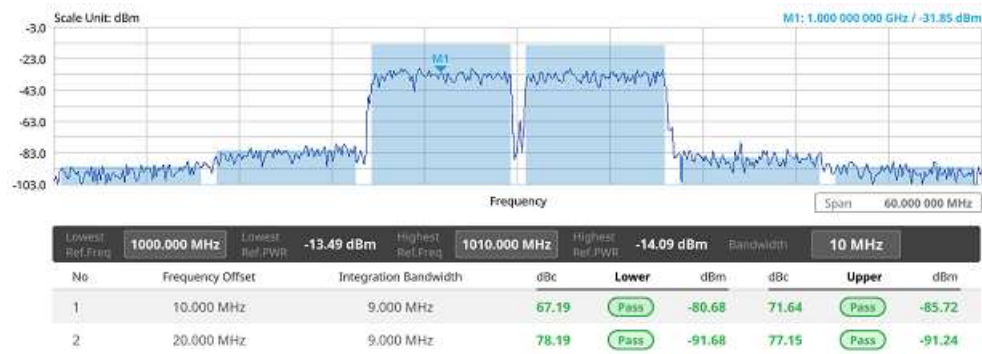 Scale Unit: dBm M1: 1.000 000 000 GHz / -31.85 dBm
-3.0
-23.0
M1
-43.0
-63.0
-83.0
-103.0
Frequency
Span 60.000 000 MHz
Lowest Ref.Freq 1000.000 MHz Lowest Ref.PWR -13.49 dBm Highest Ref.Freq 1010.000 MHz Highest Ref.PWR -14.09 dBm Bandwidth 10 MHz
No Frequency Offset Integration Bandwidth dBc Lower dBm dBc Upper dBm
1 10.000 MHz 9.000 MHz 67.19 Pass -80.68 71.64 Pass -85.72
2 20.000 MHz 9.000 MHz 78.19 Pass -91.68 77.15 Pass -91.24